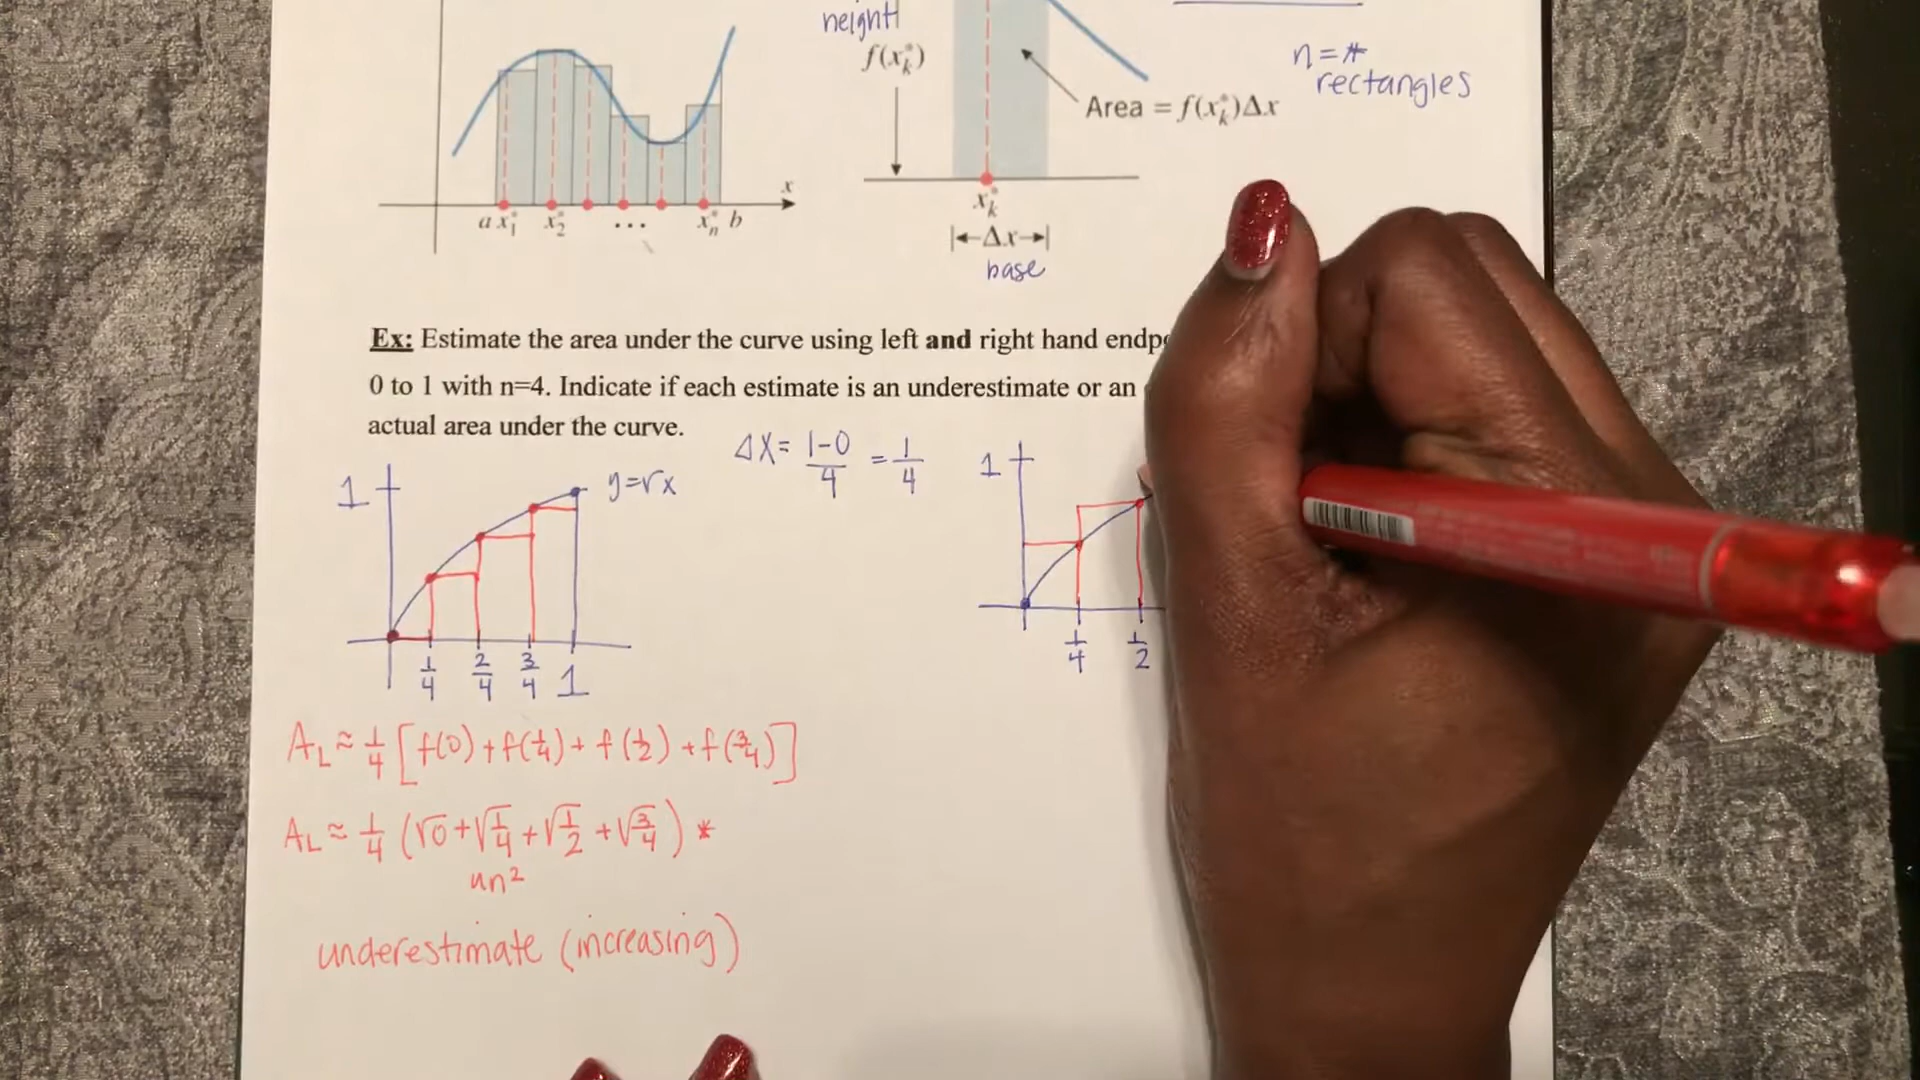 height
f(x*k)
n = #
rectangles
Area = f(x*k)Δx
x
a x*1 x*2 ... x*n b
x*k
|←Δx→|
base
Ex: Estimate the area under the curve using left and right hand
0 to 1 with n=4. Indicate if each estimate is an underestimate or an
actual area under the curve.
ΔX = 1-0/4 = 1/4
1
y=√x
1
1/4 2/4 3/4 1
1/4 1/2
A_L ≈ 1/4 [f(0) + f(1/4) + f(1/2) + f(3/4)]
A_L ≈ 1/4 (√0 + √1/4 + √1/2 + √3/4) *
un²
underestimate (increasing)